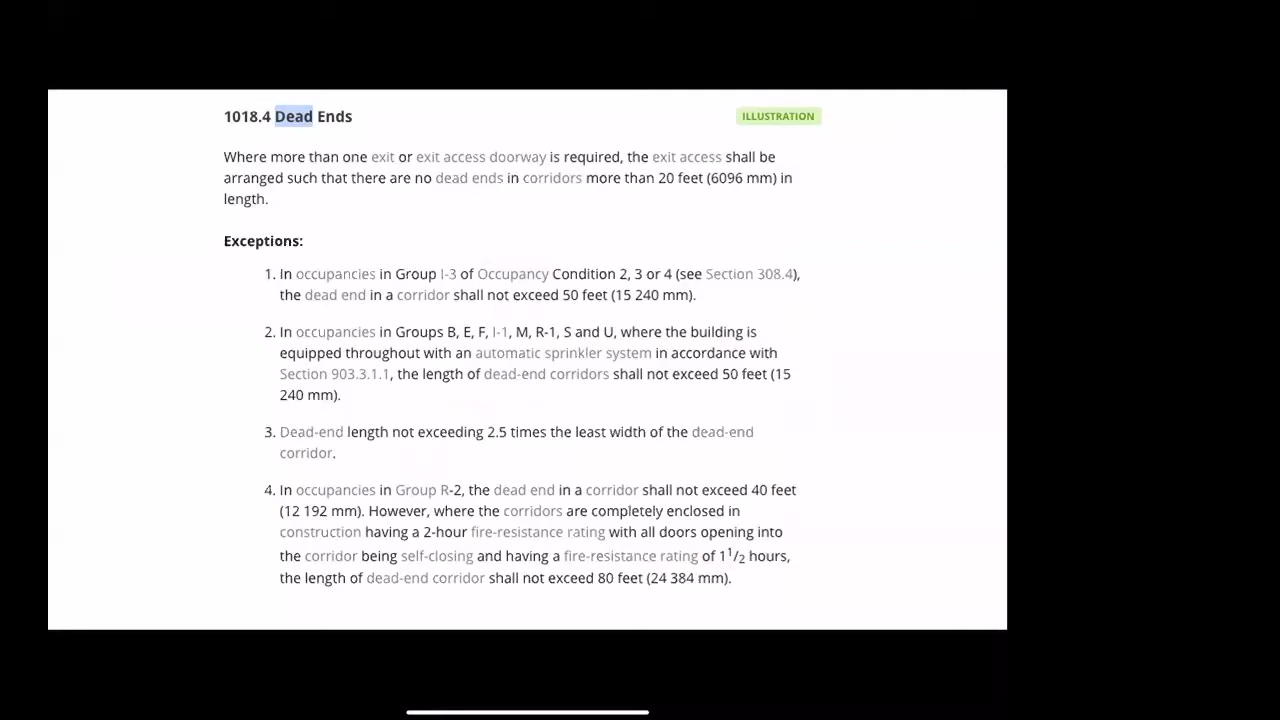 1018.4 Dead Ends
ILLUSTRATION
Where more than one exit or exit access doorway is required, the exit access shall be
arranged such that there are no dead ends in corridors more than 20 feet (6096 mm) in
length.
Exceptions:
1. In occupancies in Group I-3 of Occupancy Condition 2, 3 or 4 (see Section 308.4),
the dead end in a corridor shall not exceed 50 feet (15 240 mm).
2. In occupancies in Groups B, E, F, I-1, M, R-1, S and U, where the building is
equipped throughout with an automatic sprinkler system in accordance with
Section 903.3.1.1, the length of dead-end corridors shall not exceed 50 feet (15
240 mm).
3. Dead-end length not exceeding 2.5 times the least width of the dead-end
corridor.
4. In occupancies in Group R-2, the dead end in a corridor shall not exceed 40 feet
(12 192 mm). However, where the corridors are completely enclosed in
construction having a 2-hour fire-resistance rating with all doors opening into
the corridor being self-closing and having a fire-resistance rating of 1 1/2 hours,
the length of dead-end corridor shall not exceed 80 feet (24 384 mm).